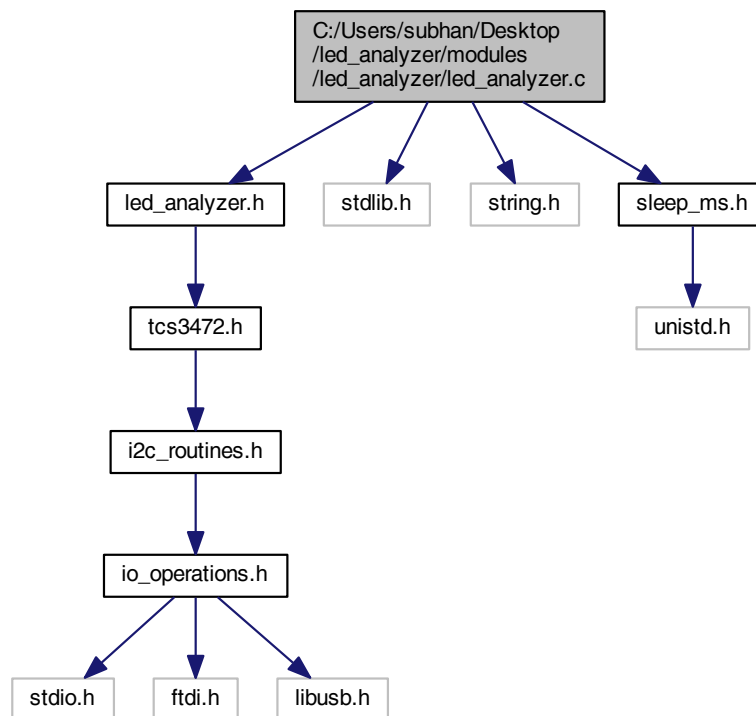 C:/Users/subhan/Desktop
/led_analyzer/modules
/led_analyzer/led_analyzer.c
led_analyzer.h
stdlib.h
string.h
sleep_ms.h
tcs3472.h
unistd.h
i2c_routines.h
io_operations.h
stdio.h
ftdi.h
libusb.h